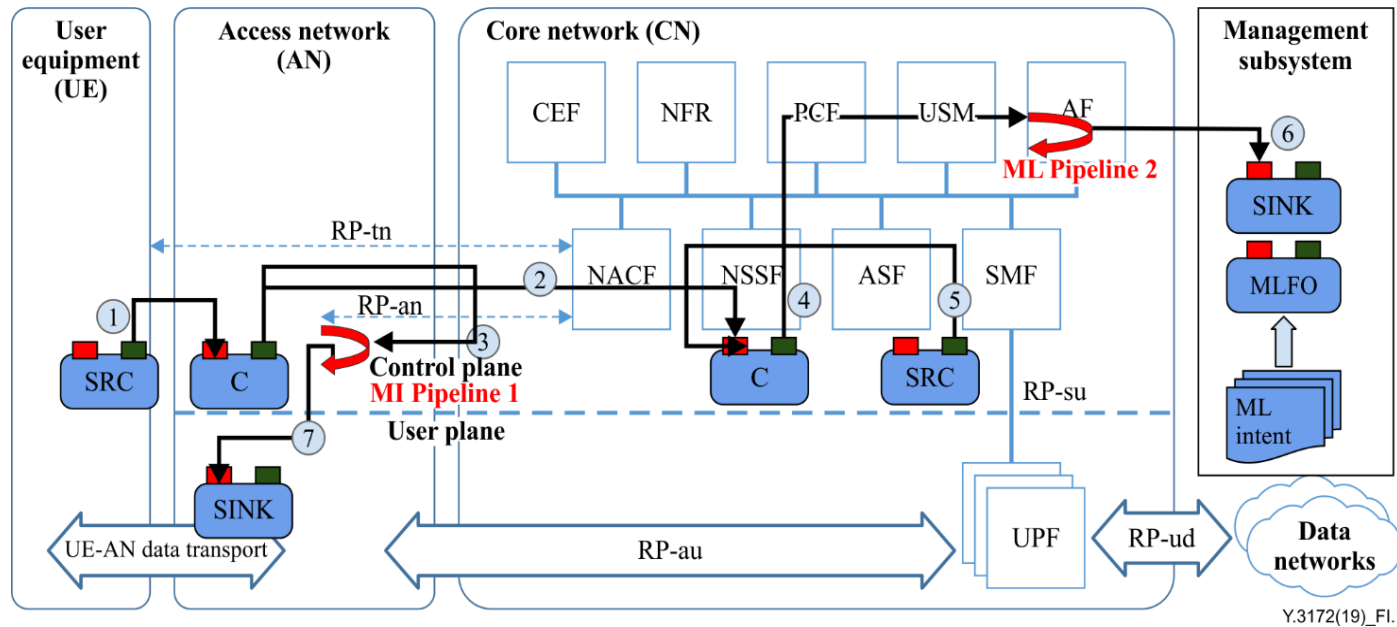 User
equipment
(UE)
Access network
(AN)
Core network (CN)
Management
subsystem
CEF
NFR
PCF
USM
AF
ML Pipeline 2
6
SINK
RP-tn
NACF
NSSF
ASF
SMF
MLFO
1
2
RP-an
3
4
5
SRC
C
Control plane
MI Pipeline 1
C
SRC
RP-su
ML
intent
7
User plane
SINK
UE-AN data transport
RP-au
UPF
RP-ud
Data
networks
Y.3172(19)_FI.